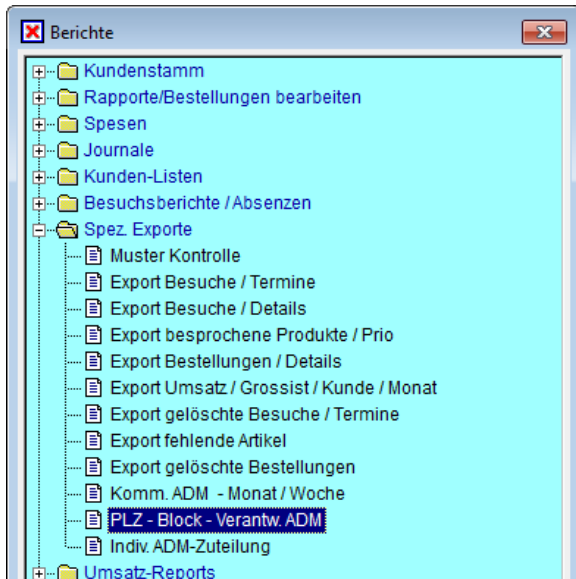 Berichte
Kundenstamm
Rapporte/Bestellungen bearbeiten
Spesen
Journale
Kunden-Listen
Besuchsberichte / Absenzen
Spez. Exporte
Muster Kontrolle
Export Besuche / Termine
Export Besuche / Details
Export besprochene Produkte / Prio
Export Bestellungen / Details
Export Umsatz / Grossist / Kunde / Monat
Export gelöschte Besuche / Termine
Export fehlende Artikel
Export gelöschte Bestellungen
Komm. ADM - Monat / Woche
PLZ - Block - Verantw. ADM
Indiv. ADM-Zuteilung
Umsatz-Reports